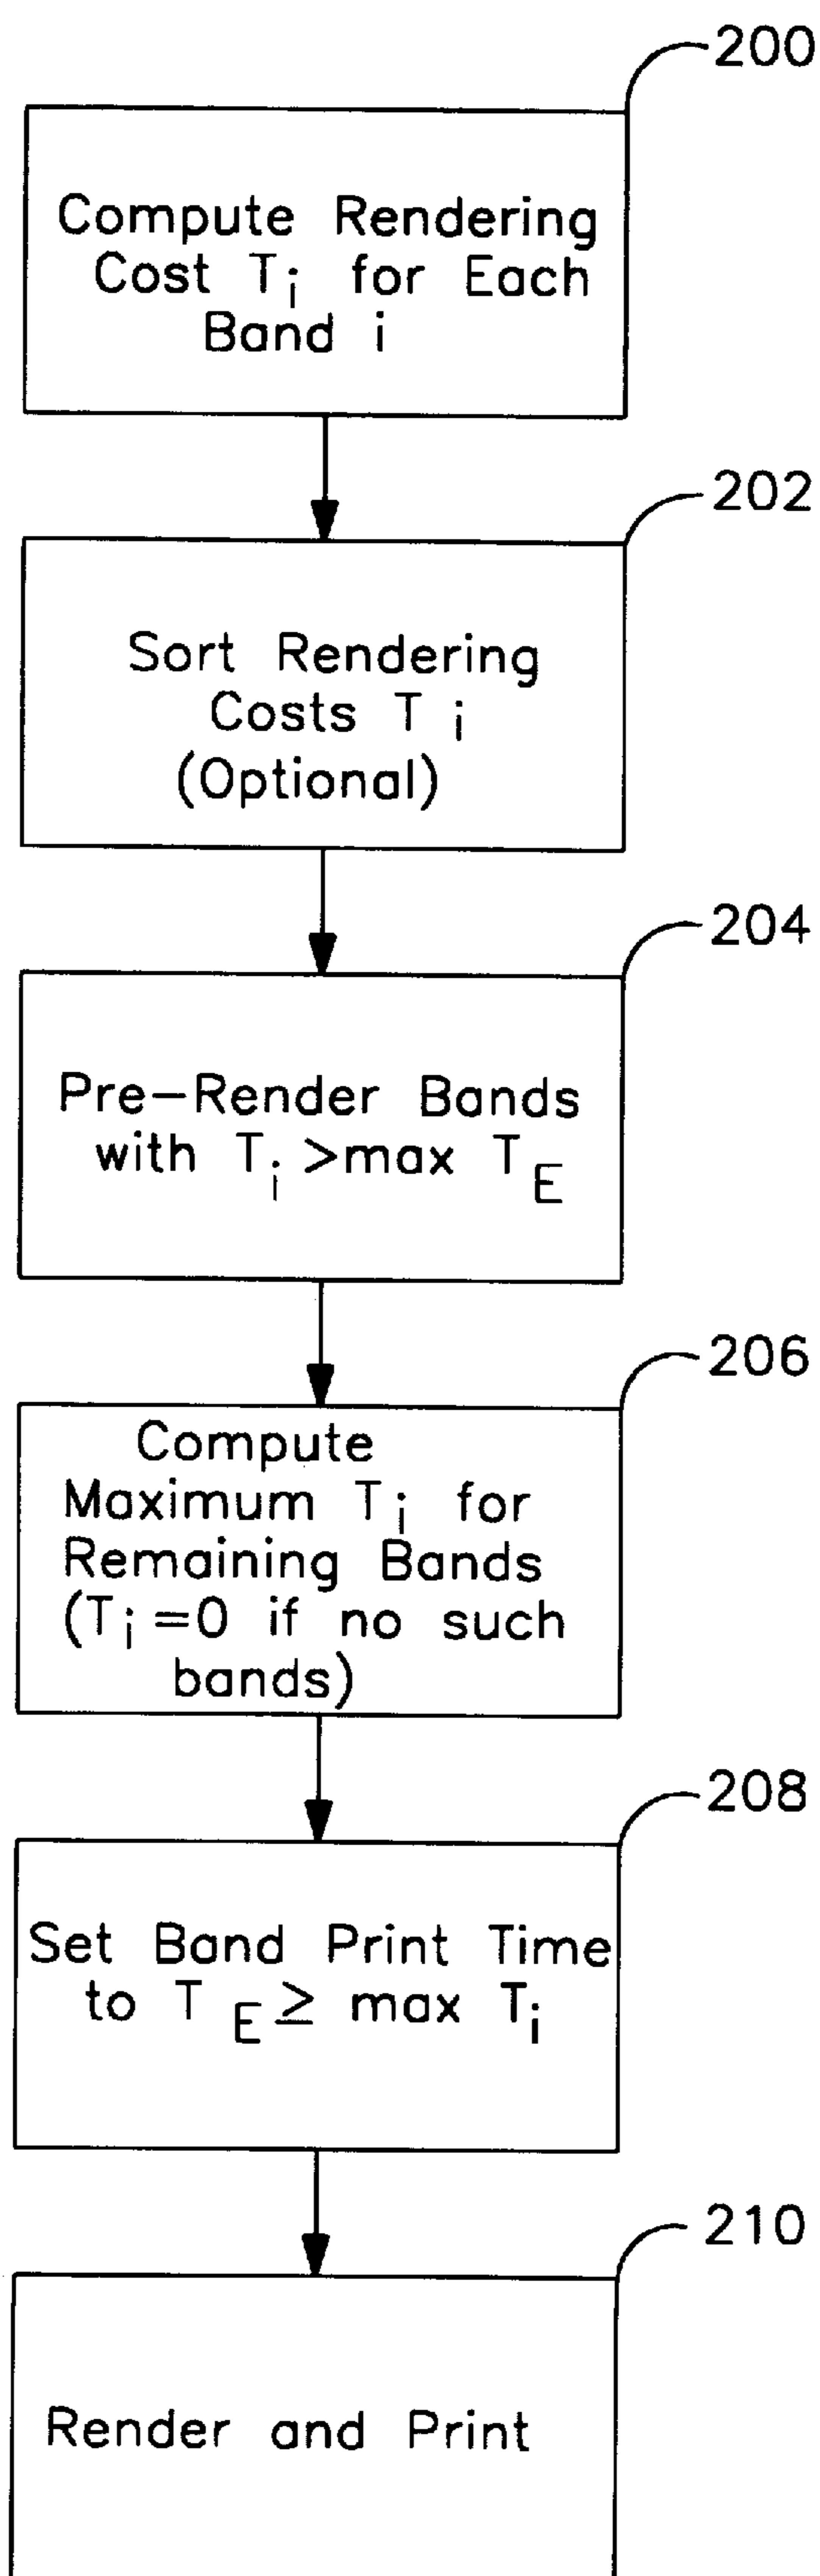 200
Compute Rendering
Cost Ti for Each
Band i
202
Sort Rendering
Costs T i
(Optional)
204
Pre-Render Bands
with Ti >max TE
206
Compute
Maximum Ti for
Remaining Bands
(Ti=0 if no such
bands)
208
Set Band Print Time
to T E≥ max Ti
210
Render and Print